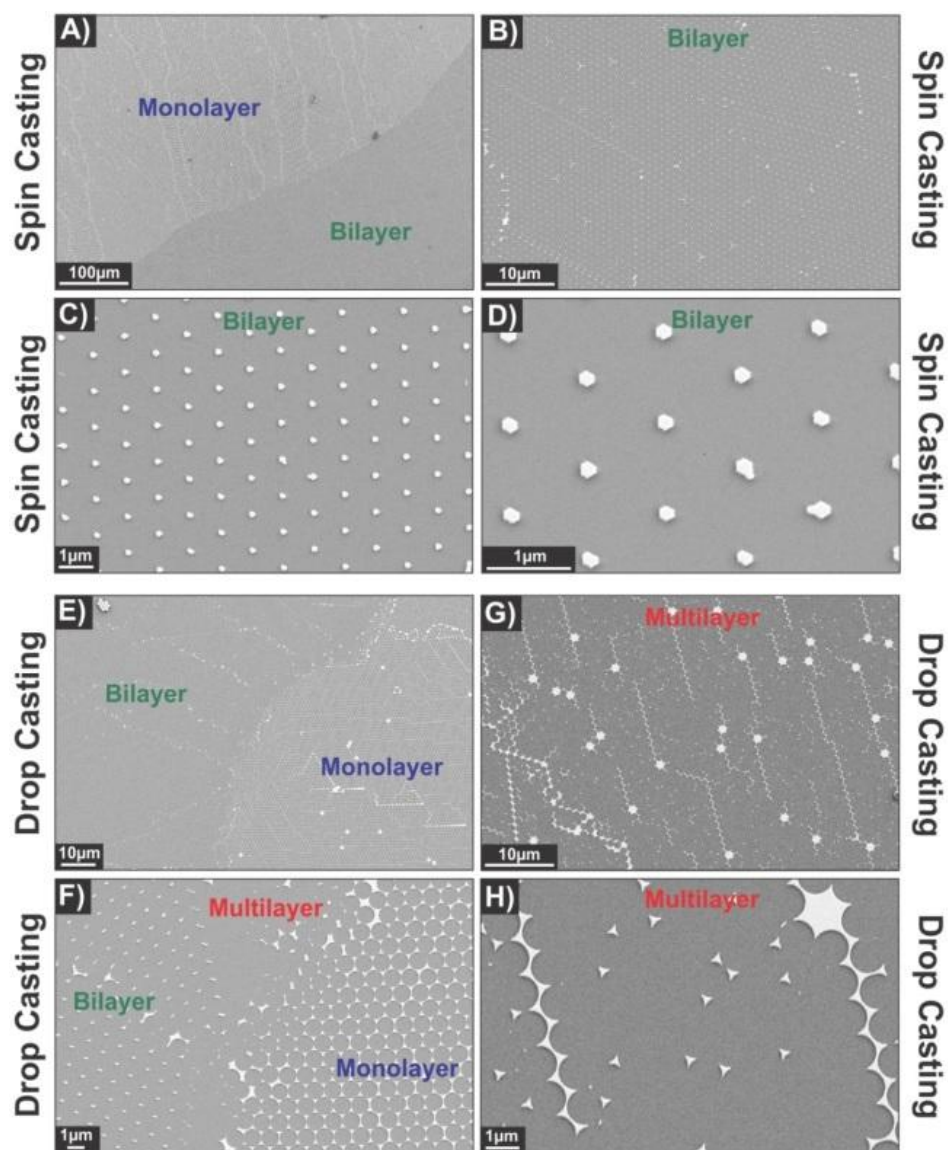 Spin Casting
A)
Monolayer
Bilayer
100µm
B)
Bilayer
10µm
Spin Casting
Spin Casting
C)
Bilayer
1µm
D)
Bilayer
1µm
Spin Casting
Drop Casting
E)
Bilayer
Monolayer
10µm
G)
Multilayer
10µm
Drop Casting
Drop Casting
F)
Multilayer
Bilayer
Monolayer
1µm
H)
Multilayer
1µm
Drop Casting